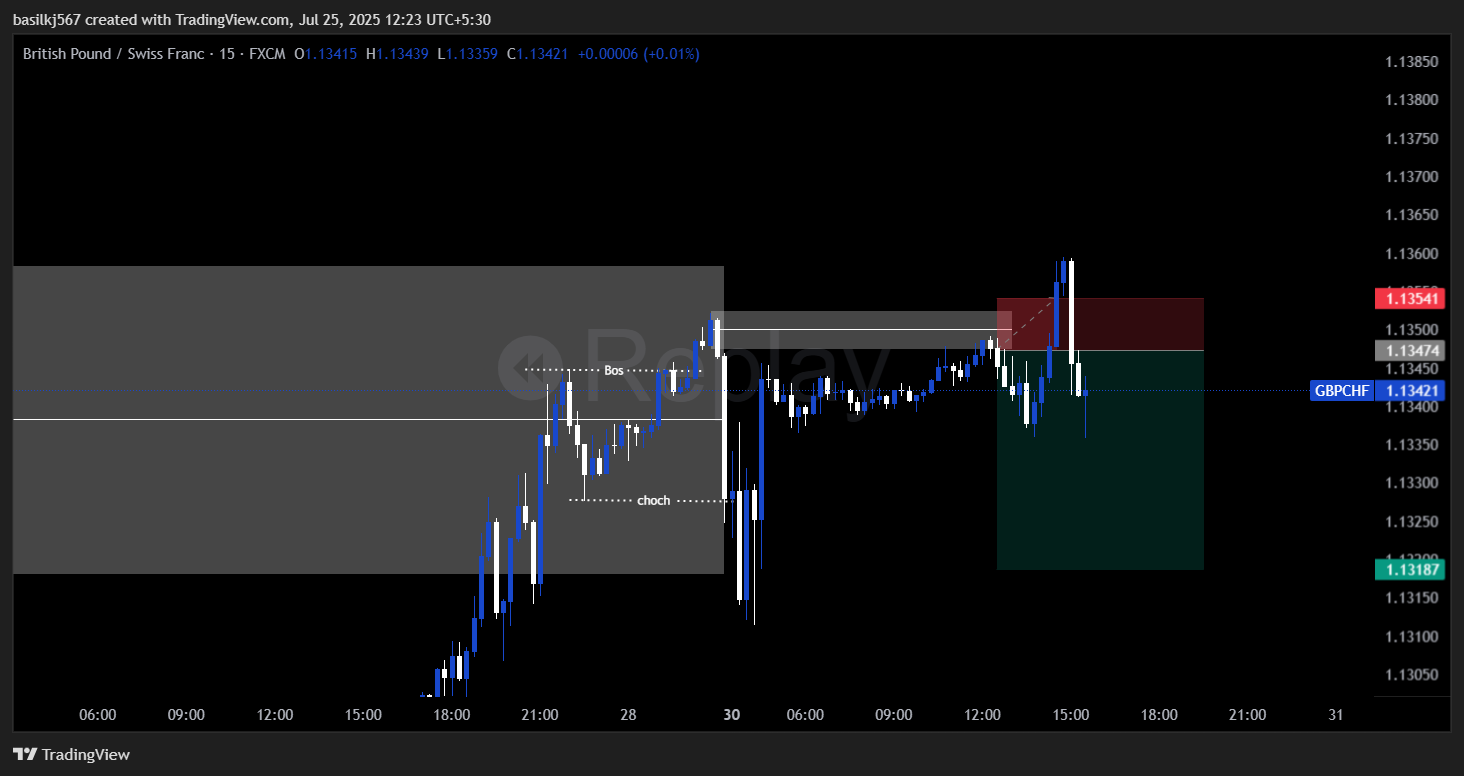 basilkj567 created with TradingView.com, Jul 25, 2025 12:23 UTC+5:30
British Pound / Swiss Franc · 15 · FXCM O1.13415 H1.13439 L1.13359 C1.13421 +0.00006 (+0.01%)
1.13850
1.13800
1.13750
1.13700
1.13650
1.13600
1.13541
1.13500
Replay
1.13474
Bos
1.13450
GBPCHF 1.13421
1.13400
1.13350
1.13300
choch
1.13250
1.13200
1.13187
1.13150
1.13100
1.13050
06:00 09:00 12:00 15:00 18:00 21:00 28 30 06:00 09:00 12:00 15:00 18:00 21:00 31
TradingView